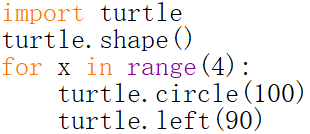 import turtle
turtle.shape()
for x in range(4):
    turtle.circle(100)
    turtle.left(90)